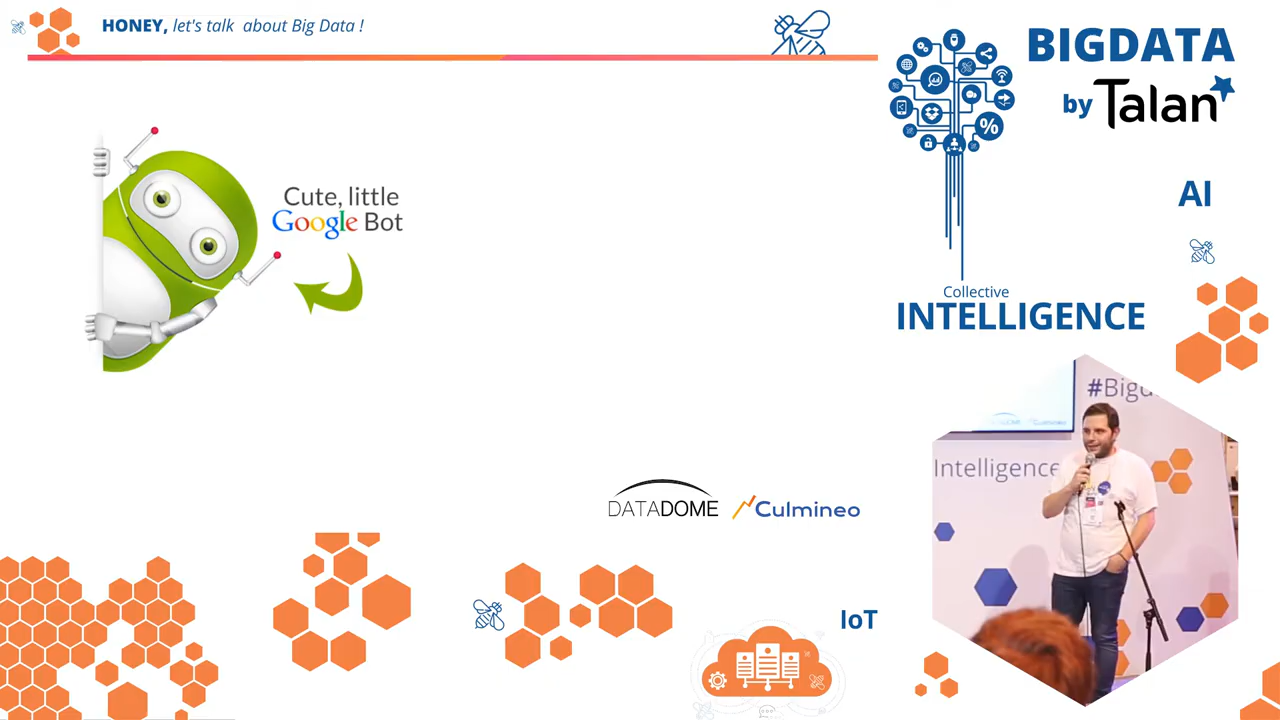 HONEY, let's talk about Big Data !
BIGDATA
by Talan
%
AI
Cute, little
Google Bot
Collective
INTELLIGENCE
#Bigd
Intelligence
DATADOME Culmineo
IoT